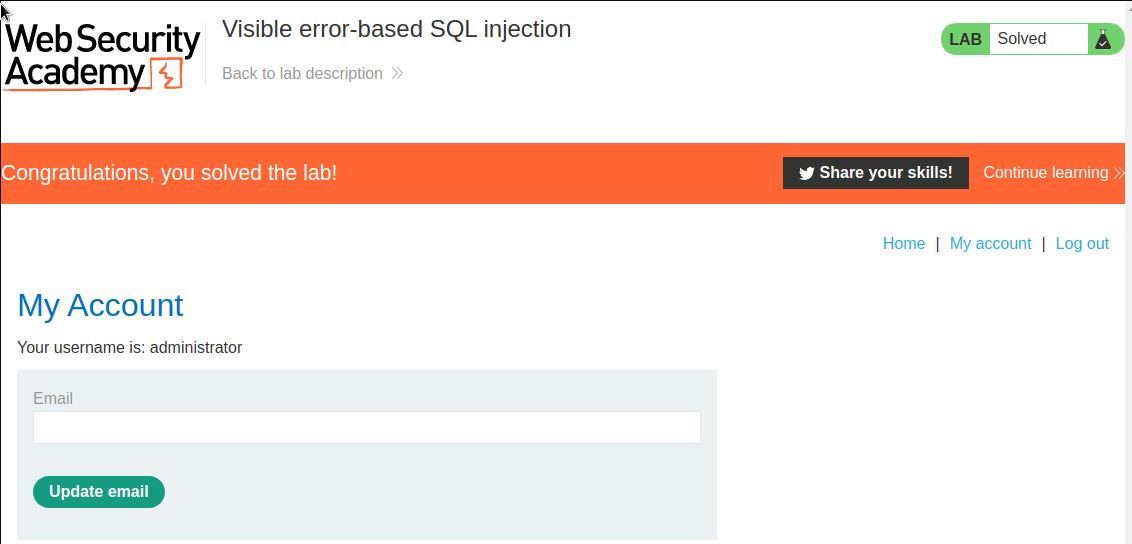 Web Security
Academy
Visible error-based SQL injection
Back to lab description
LAB Solved
Congratulations, you solved the lab!
Share your skills! Continue learning
Home | My account | Log out
My Account
Your username is: administrator
Email
Update email